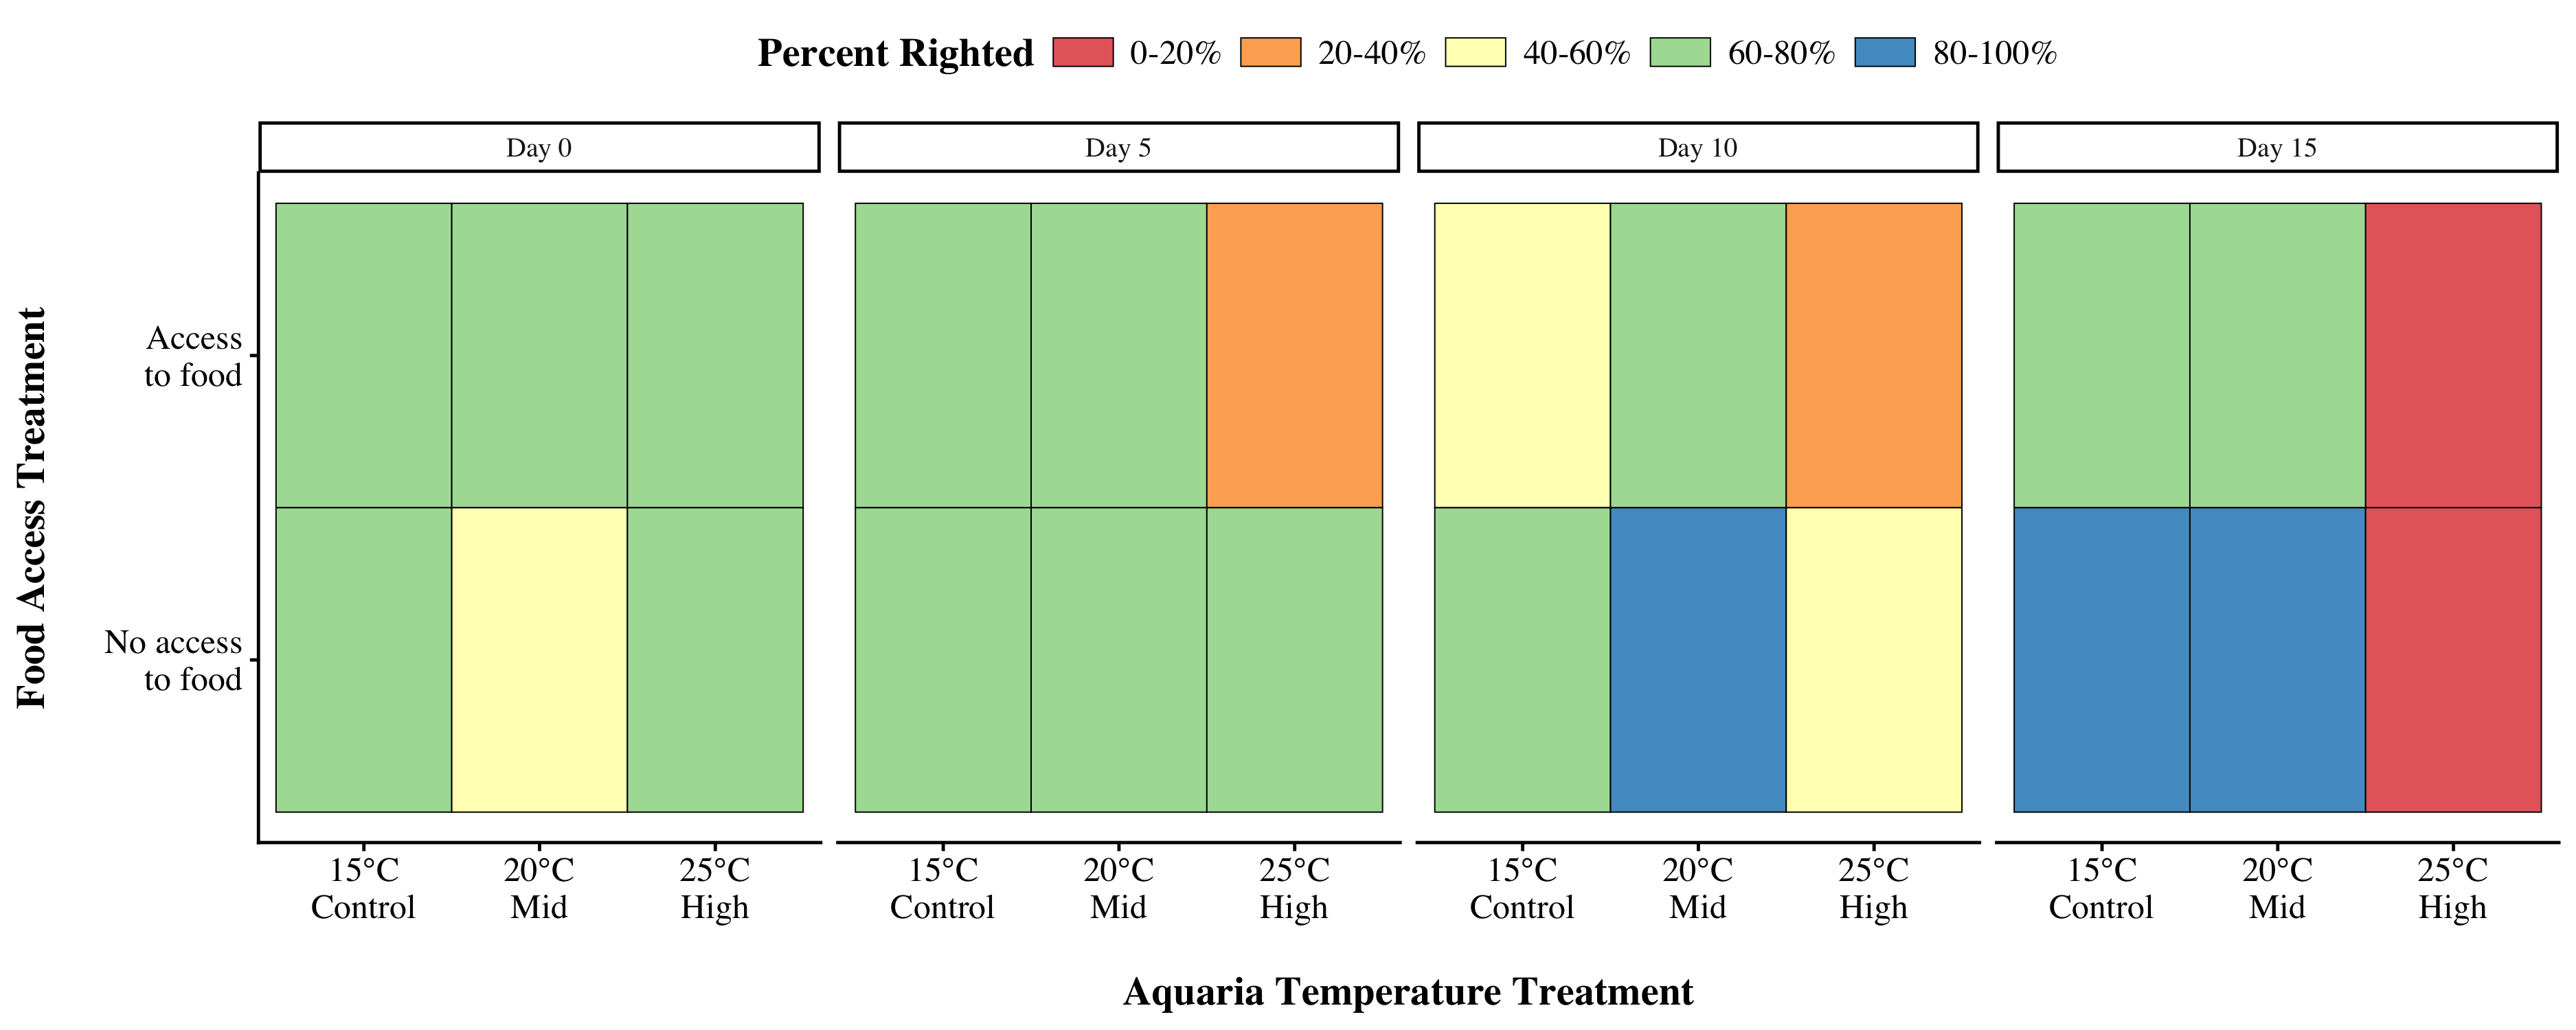 Percent Righted 0-20% 20-40% 40-60% 60-80% 80-100%
Day 0 Day 5 Day 10 Day 15
Food Access Treatment
Access
to food
No access
to food
15°C 20°C 25°C 15°C 20°C 25°C 15°C 20°C 25°C 15°C 20°C 25°C
Control Mid High Control Mid High Control Mid High Control Mid High
Aquaria Temperature Treatment